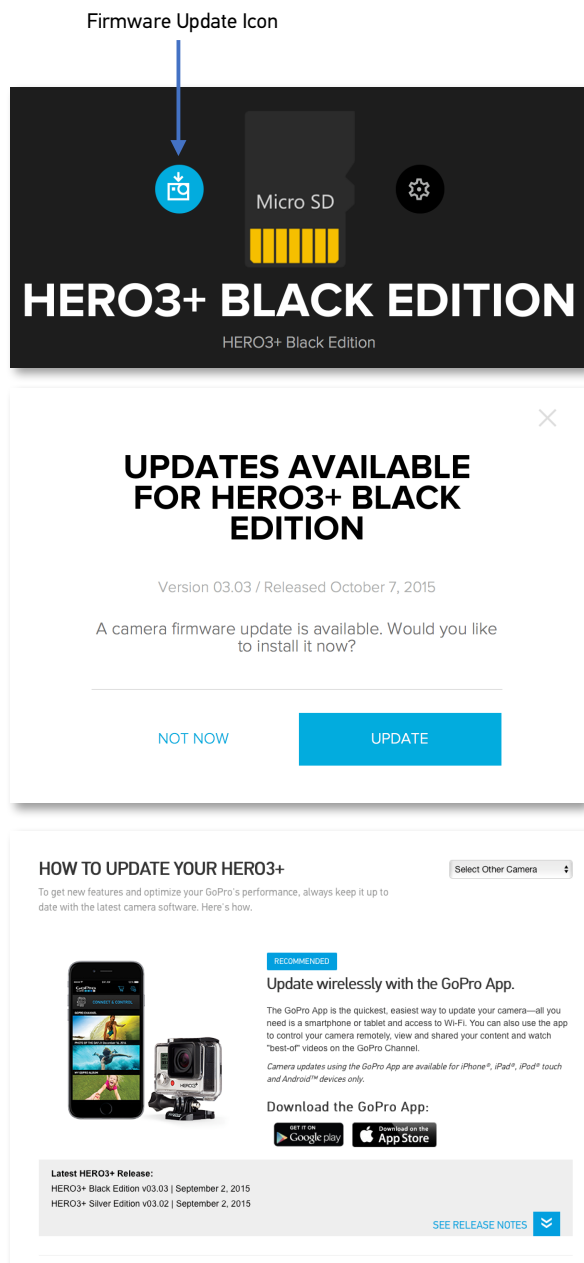 Firmware Update Icon
Micro SD
HERO3+ BLACK EDITION
HERO3+ Black Edition
UPDATES AVAILABLE
FOR HERO3+ BLACK
EDITION
Version 03.03 / Released October 7, 2015
A camera firmware update is available. Would you like
to install it now?
NOT NOW
UPDATE
HOW TO UPDATE YOUR HERO3+
Select Other Camera
To get new features and optimize your GoPro's performance, always keep it up to
date with the latest camera software. Here's how.
RECOMMENDED
Update wirelessly with the GoPro App.
The GoPro App is the quickest, easiest way to update your camera—all you
need is a smartphone or tablet and access to Wi-Fi. You can also use the app
to control your camera remotely, view and shared your content and watch
"best-of" videos on the GoPro Channel.
Camera updates using the GoPro App are available for iPhone®, iPad®, iPod® touch
and Android™ devices only.
Download the GoPro App:
GET IT ON
Google play
Download on the
App Store
GoPro
CONNECT & CONTROL
GOPRO CHANNEL
MY GOPRO ALBUM
HERO3+
Latest HERO3+ Release:
HERO3+ Black Edition v03.03 | September 2, 2015
HERO3+ Silver Edition v03.02 | September 2, 2015
SEE RELEASE NOTES